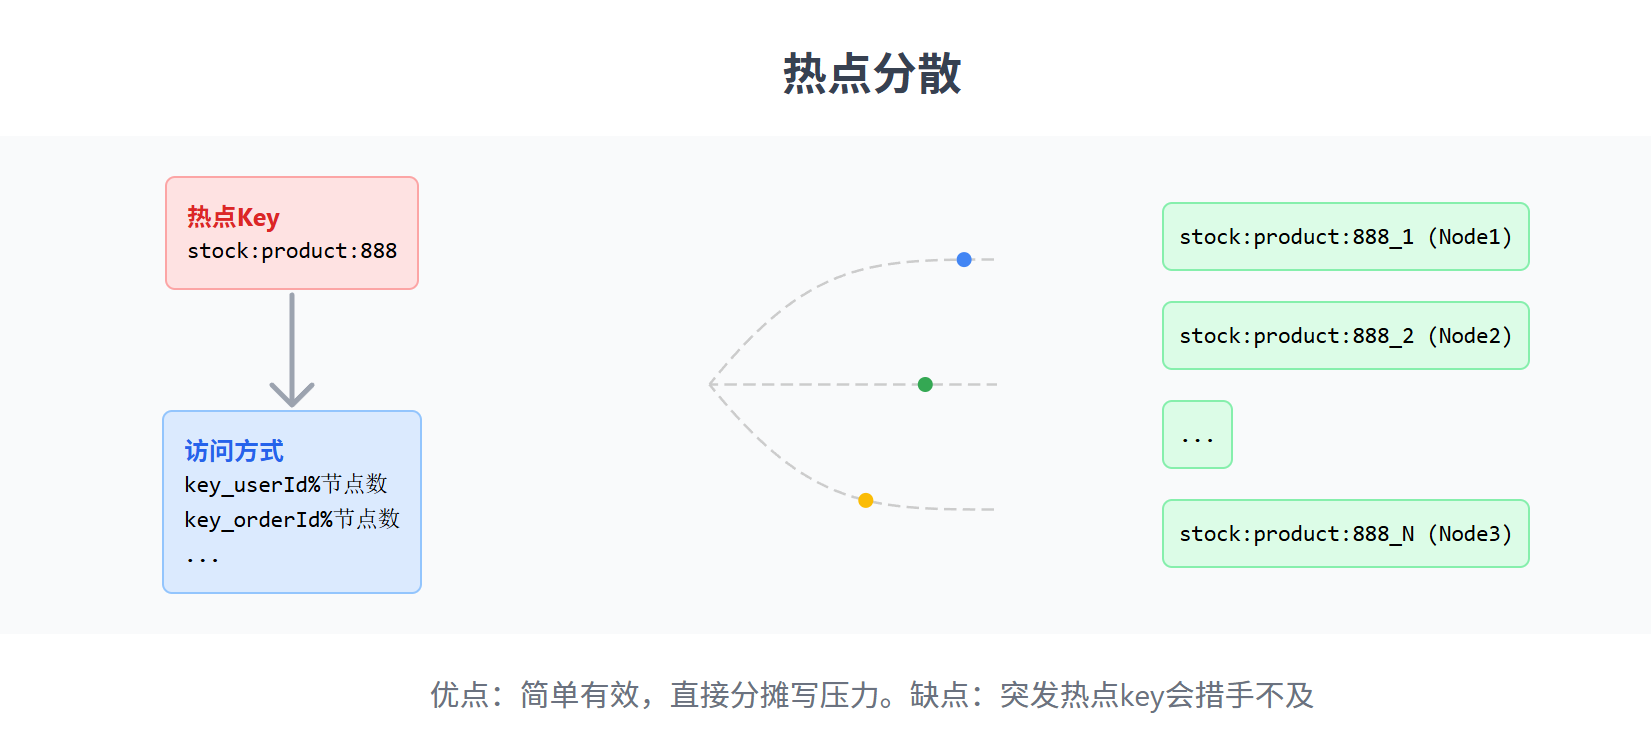 热点分散
热点Key
stock:product:888
访问方式
key_userId%节点数
key_orderId%节点数
...
stock:product:888_1 (Node1)
stock:product:888_2 (Node2)
...
stock:product:888_N (Node3)
优点：简单有效，直接分摊写压力。缺点：突发热点key会措手不及